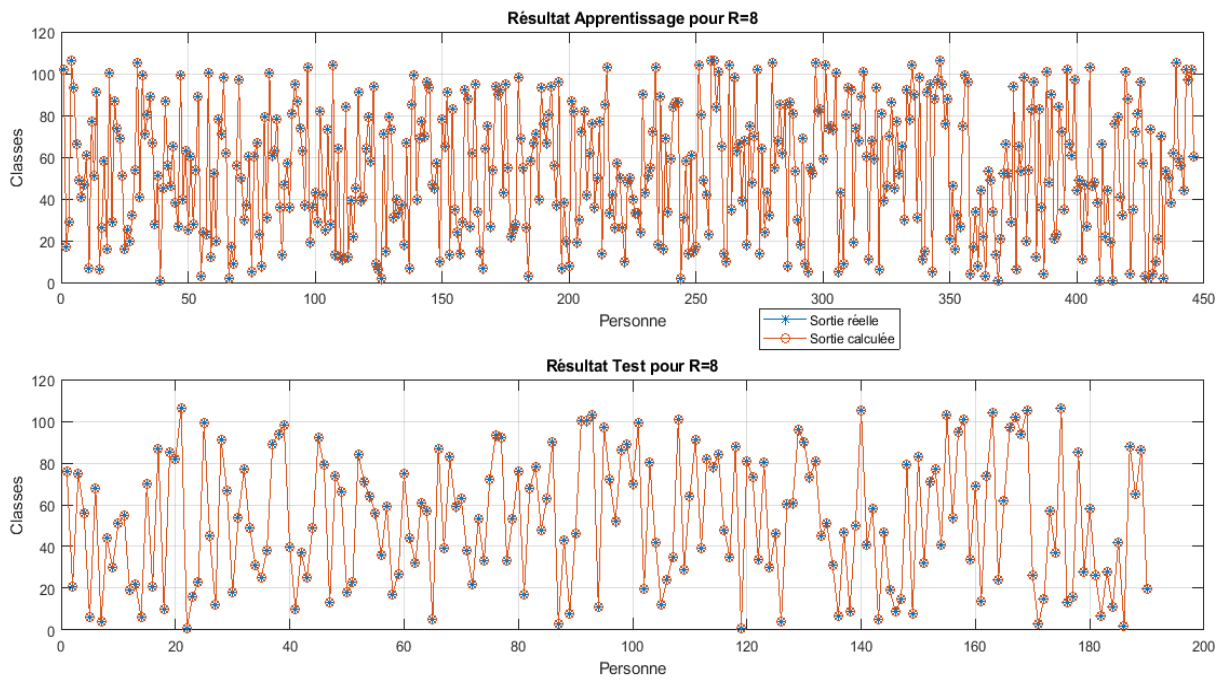 Résultat Apprentissage pour R=8
120
100
80
60
40
20
0
Classes
0 50 100 150 200 250 300 350 400 450
Personne
Sortie réelle
Sortie calculée
Résultat Test pour R=8
120
100
80
60
40
20
0
Classes
0 20 40 60 80 100 120 140 160 180 200
Personne